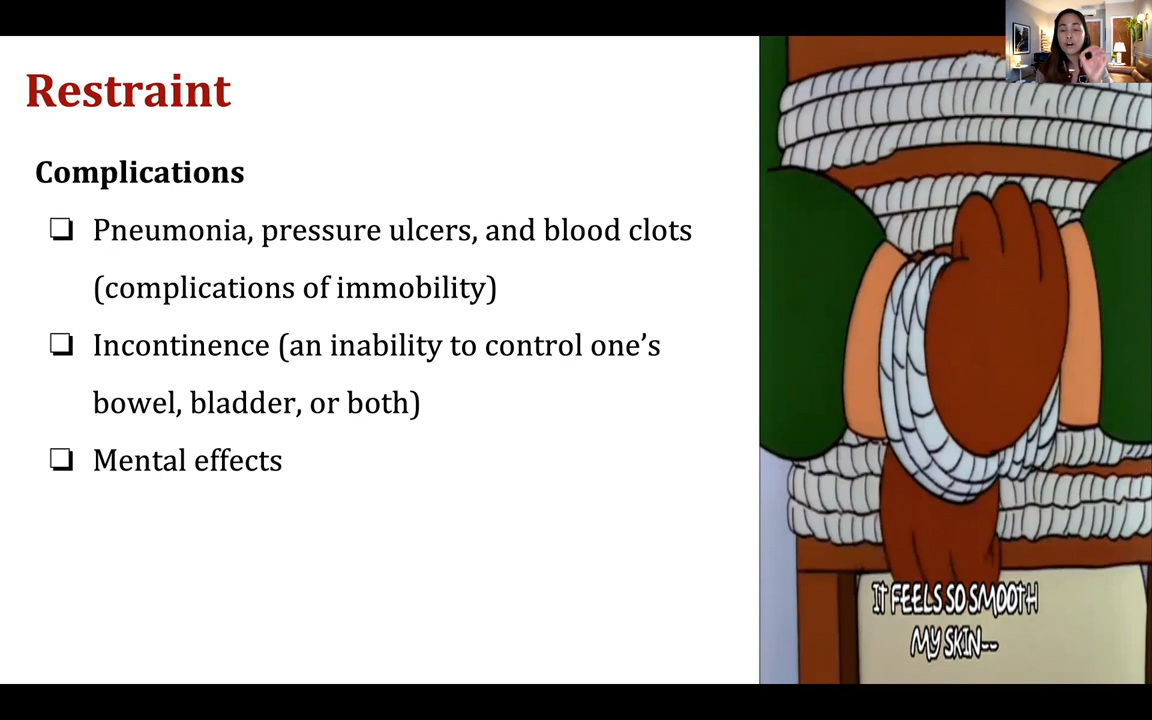 Restraint
Complications
❏ Pneumonia, pressure ulcers, and blood clots
(complications of immobility)
❏ Incontinence (an inability to control one’s
bowel, bladder, or both)
❏ Mental effects
IT FEELS SO SMOOTH
MY SKIN--